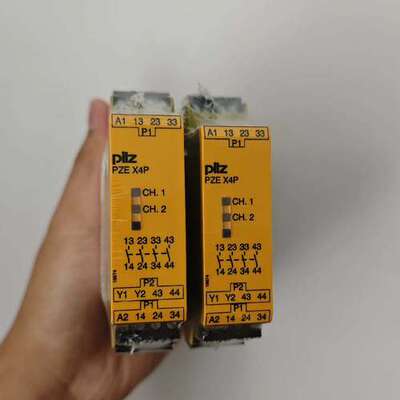 A1 13 23 33
P1
pilz
PZE X4P
CH. 1
CH. 2
13 23 33 43
14 24 34 44
P2
Y1 Y2 43 44
P1
A2 14 24 34
A1 13 23 33
P1
pilz
PZE X4P
CH. 1
CH. 2
13 23 33 43
14 24 34 44
P2
Y1 Y2 43 44
P1
A2 14 24 34